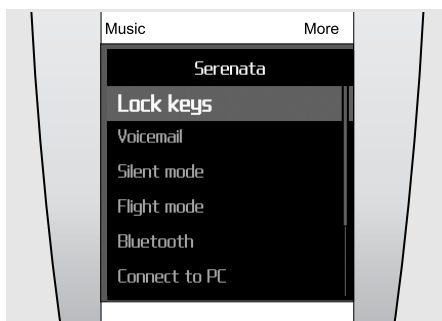 Music More
Serenata
Lock keys
Voicemail
Silent mode
Flight mode
Bluetooth
Connect to PC